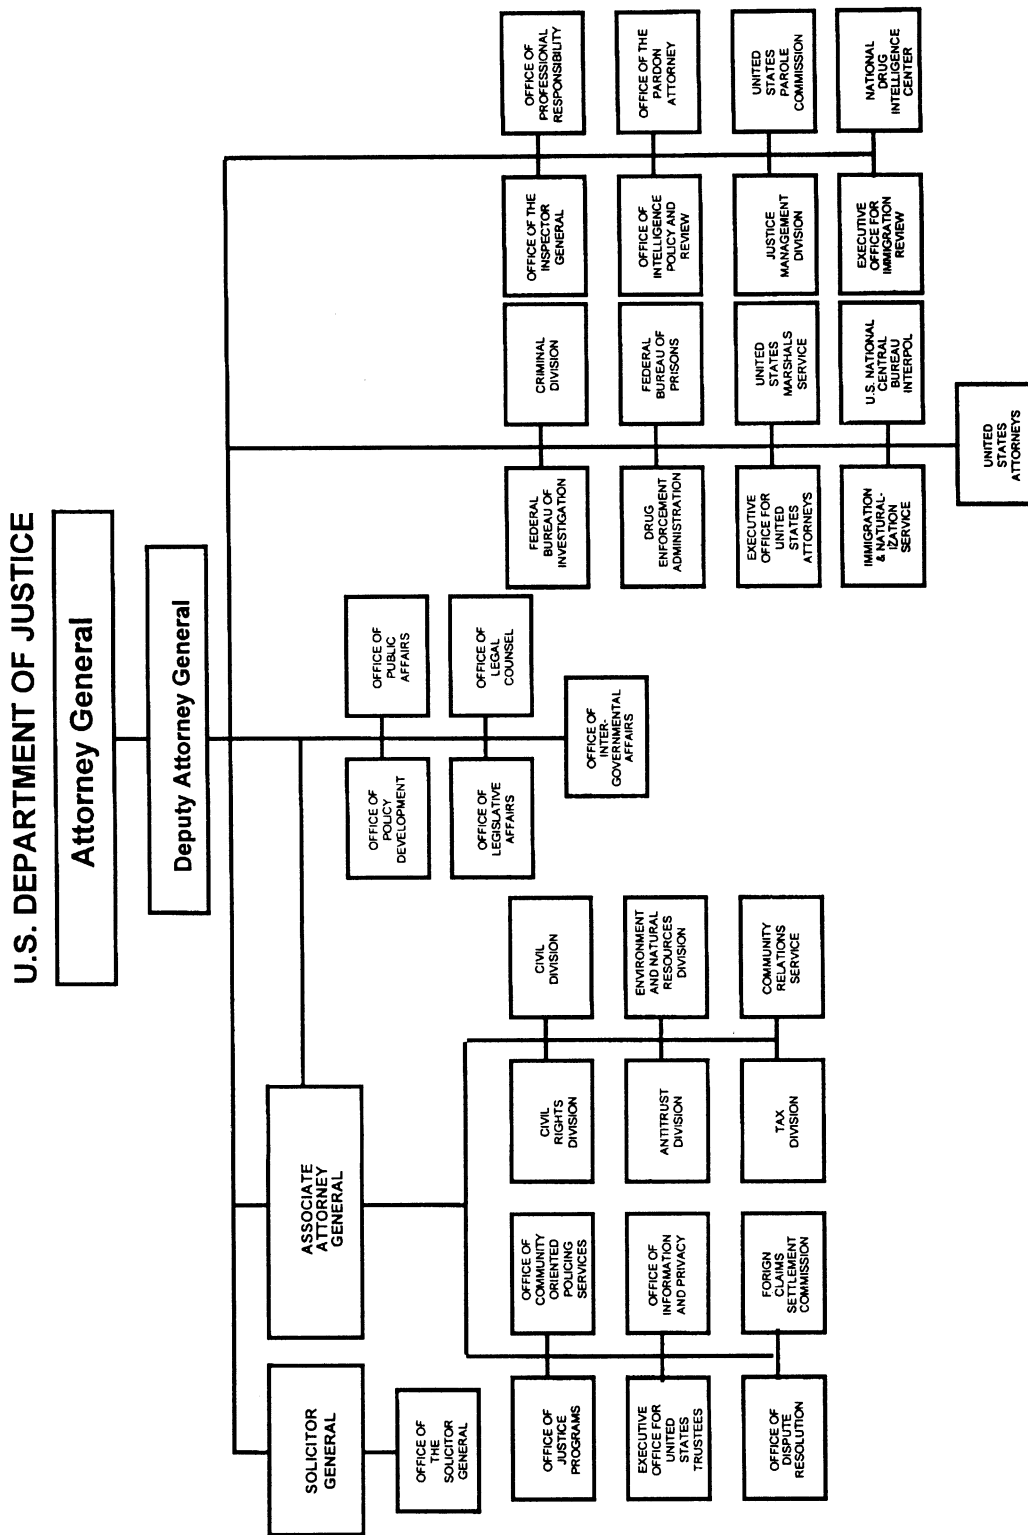 U.S. DEPARTMENT OF JUSTICE
Attorney General
Deputy Attorney General
SOLICITOR
GENERAL
OFFICE OF
THE
SOLICITOR
GENERAL
ASSOCIATE
ATTORNEY
GENERAL
OFFICE OF
JUSTICE
PROGRAMS
OFFICE OF
COMMUNITY
ORIENTED
POLICING
SERVICES
EXECUTIVE
OFFICE FOR
UNITED
STATES
TRUSTEES
OFFICE OF
INFORMATION
AND PRIVACY
OFFICE OF
DISPUTE
RESOLUTION
FORIGN
CLAIMS
SETTLEMENT
COMMISSION
CIVIL
RIGHTS
DIVISION
CIVIL
DIVISION
ANTITRUST
DIVISION
ENVIRONMENT
AND NATURAL
RESOURCES
DIVISION
TAX
DIVISION
COMMUNITY
RELATIONS
SERVICE
OFFICE OF
POLICY
DEVELOPMENT
OFFICE OF
PUBLIC
AFFAIRS
OFFICE OF
LEGISLATIVE
AFFAIRS
OFFICE OF
LEGAL
COUNSEL
OFFICE OF
INTER-
GOVERNMENTAL
AFFAIRS
FEDERAL
BUREAU OF
INVESTIGATION
CRIMINAL
DIVISION
DRUG
ENFORCEMENT
ADMINISTRATION
FEDERAL
BUREAU OF
PRISONS
EXECUTIVE
OFFICE FOR
UNITED
STATES
ATTORNEYS
UNITED
STATES
MARSHALS
SERVICE
IMMIGRATION
& NATURAL-
IZATION
SERVICE
U.S. NATIONAL
CENTRAL
BUREAU
INTERPOL
UNITED
STATES
ATTORNEYS
OFFICE OF THE
INSPECTOR
GENERAL
OFFICE OF
PROFESSIONAL
RESPONSIBILITY
OFFICE OF
INTELLIGENCE
POLICY AND
REVIEW
OFFICE OF THE
PARDON
ATTORNEY
JUSTICE
MANAGEMENT
DIVISION
UNITED
STATES PAROLE
COMMISSION
EXECUTIVE
OFFICE FOR
IMMIGRATION
REVIEW
NATIONAL
DRUG
INTELLIGENCE
CENTER